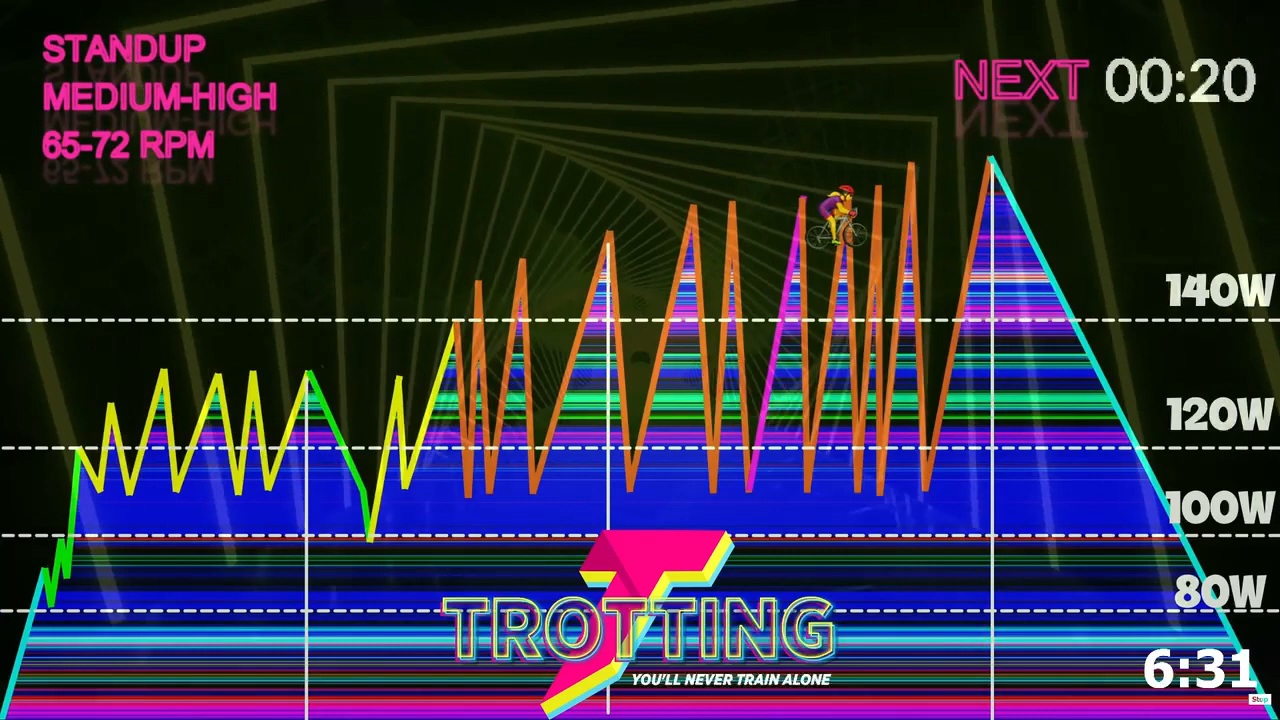 STANDUP
MEDIUM-HIGH
65-72 RPM
NEXT 00:20
140W
120W
100W
80W
TROTTING
YOU'LL NEVER TRAIN ALONE
6:31
Stop